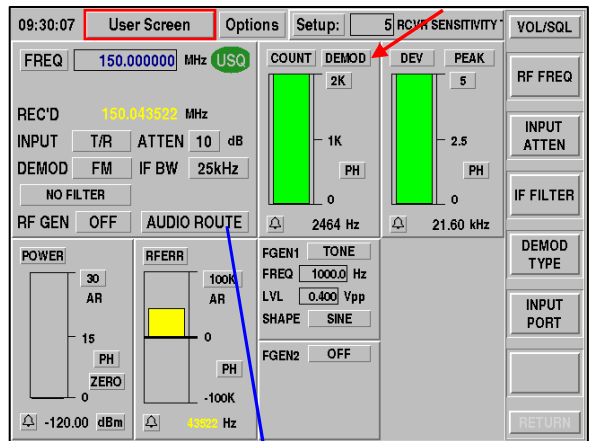 09:30:07 User Screen Options Setup: 5 RCVR SENSITIVITY VOL/SQL
FREQ 150.000000 MHz USQ
REC'D 150.043522 MHz
INPUT T/R ATTEN 10 dB
DEMOD FM IF BW 25kHz
NO FILTER
RF GEN OFF AUDIO ROUTE
COUNT DEMOD
2K
1K
PH
0
2464 Hz
DEV PEAK
5
2.5
PH
0
21.60 kHz
POWER
30
AR
15
PH
ZERO
0
-120.00 dBm
RFERR
100K
AR
0
PH
-100K
43522 Hz
FGEN1 TONE
FREQ 1000.0 Hz
LVL 0.400 Vpp
SHAPE SINE
FGEN2 OFF
RF FREQ
INPUT
ATTEN
IF FILTER
DEMOD
TYPE
INPUT
PORT
RETURN